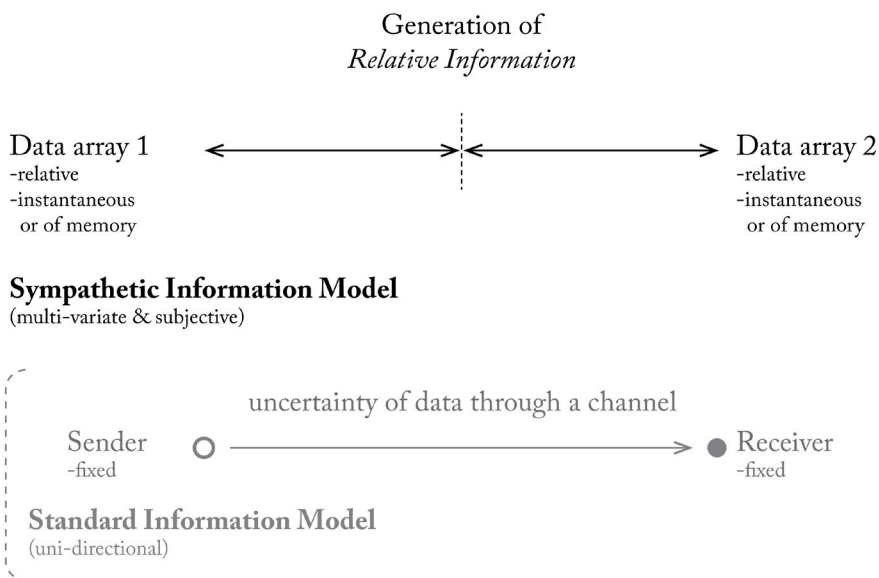 Generation of
Relative Information
Data array 1
-relative
-instantaneous
or of memory
Data array 2
-relative
-instantaneous
or of memory
Sympathetic Information Model
(multi-variate & subjective)
uncertainty of data through a channel
Sender
-fixed
Receiver
-fixed
Standard Information Model
(uni-directional)